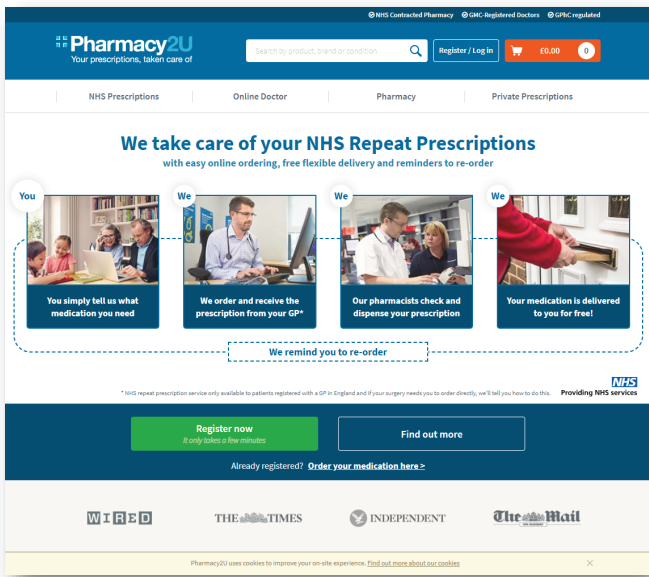 NHS Contracted Pharmacy GMC-Registered Doctors GPhC regulated
Pharmacy2U
Your prescriptions, taken care of
Search by product, brand or condition
Register / Log in
£0.00 0
NHS Prescriptions Online Doctor Pharmacy Private Prescriptions
We take care of your NHS Repeat Prescriptions
with easy online ordering, free flexible delivery and reminders to re-order
You We We We
You simply tell us what
medication you need
We order and receive the
prescription from your GP*
Our pharmacists check and
dispense your prescription
Your medication is delivered
to you for free!
We remind you to re-order
NHS
* NHS repeat prescription service only available to patients registered with a GP in England and if your surgery needs you to order directly, we'll tell you how to do this.
Providing NHS services
Register now
It only takes a few minutes
Find out more
Already registered? Order your medication here >
WIRED THE TIMES INDEPENDENT The Mail
Pharmacy2U uses cookies to improve your on-site experience. Find out more about our cookies